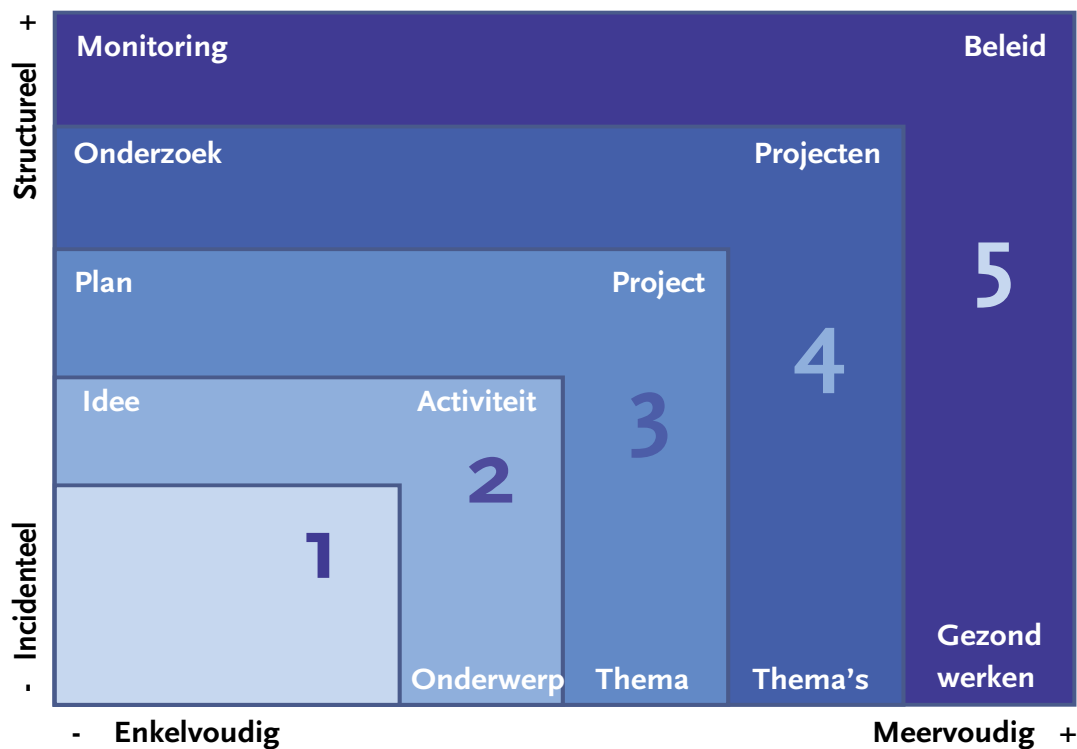 +
Structureel
Incidenteel
-
Monitoring
Beleid
Onderzoek
Projecten
5
Plan
Project
4
Idee
Activiteit
3
2
1
Onderwerp
Thema
Thema's
Gezond
werken
- Enkelvoudig
Meervoudig +